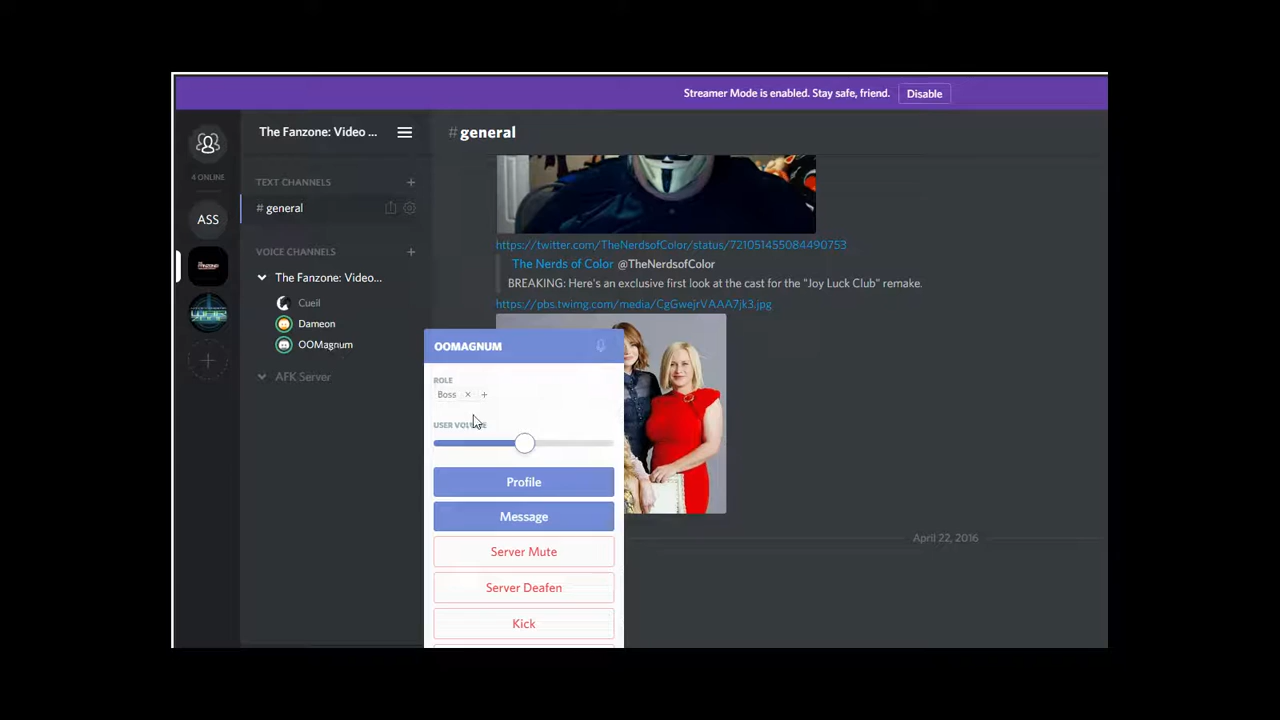 Streamer Mode is enabled. Stay safe, friend.
Disable
The Fanzone: Video ...
#general
4 ONLINE
TEXT CHANNELS
# general
ASS
VOICE CHANNELS
The Fanzone: Video...
Cueil
Dameon
OOMagnum
AFK Server
https://twitter.com/TheNerdsofColor/status/721051455084490753
The Nerds of Color @TheNerdsofColor
BREAKING: Here's an exclusive first look at the cast for the "Joy Luck Club" remake.
https://pbs.twimg.com/media/CgGwejrVAAA7jk3.jpg
OOMAGNUM
ROLE
Boss × +
USER VOLUME
Profile
Message
Server Mute
Server Deafen
Kick
April 22, 2016